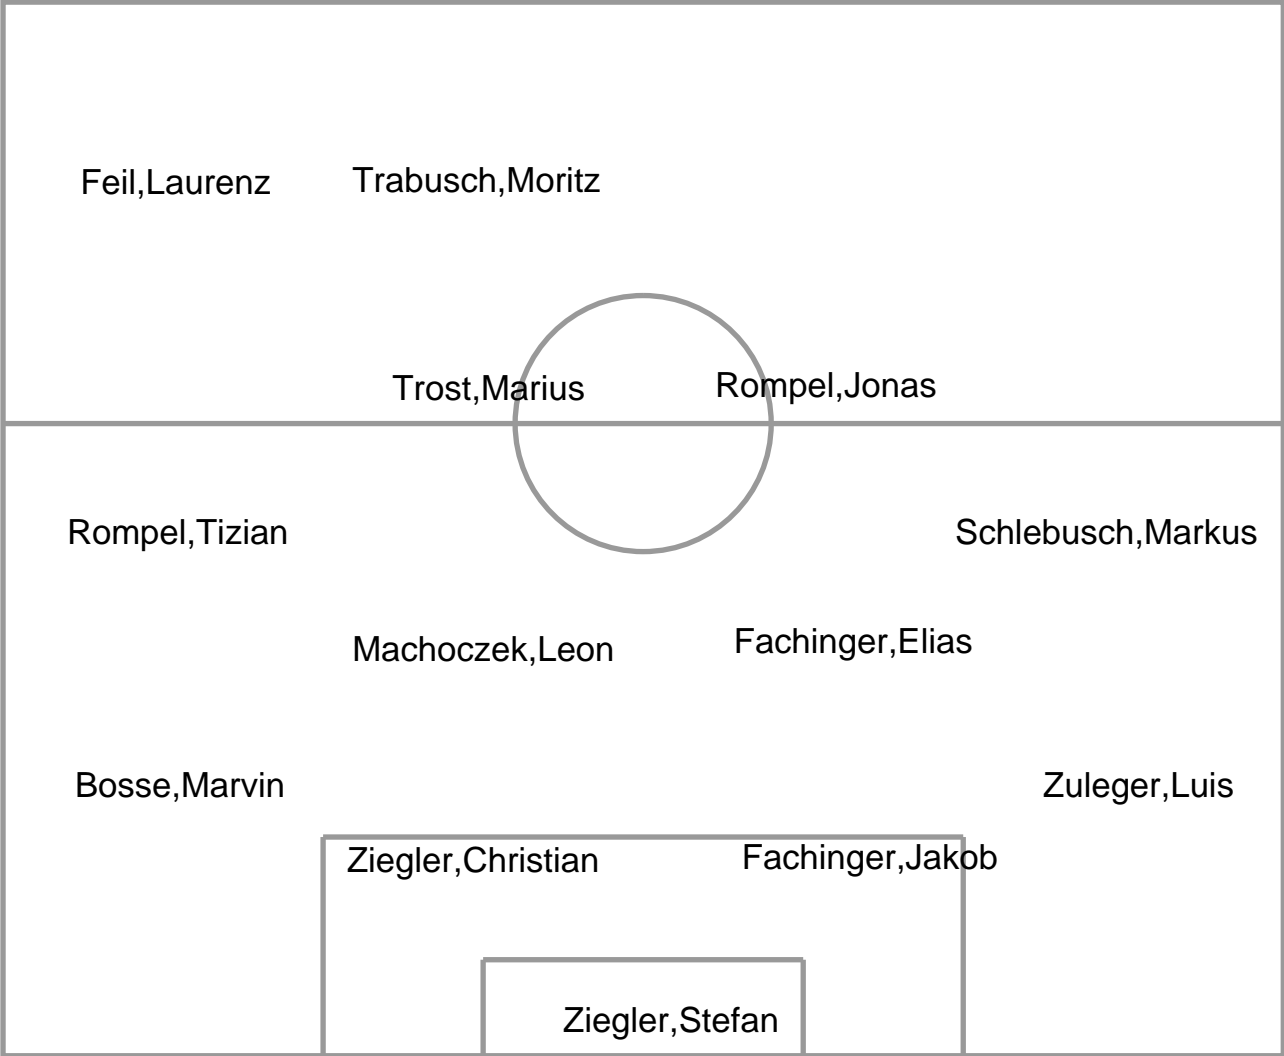 Feil,Laurenz
Trabusch,Moritz
Trost,Marius
Rompel,Jonas
Rompel,Tizian
Schlebusch,Markus
Machoczek,Leon
Fachinger,Elias
Bosse,Marvin
Zuleger,Luis
Ziegler,Christian
Fachinger,Jakob
Ziegler,Stefan